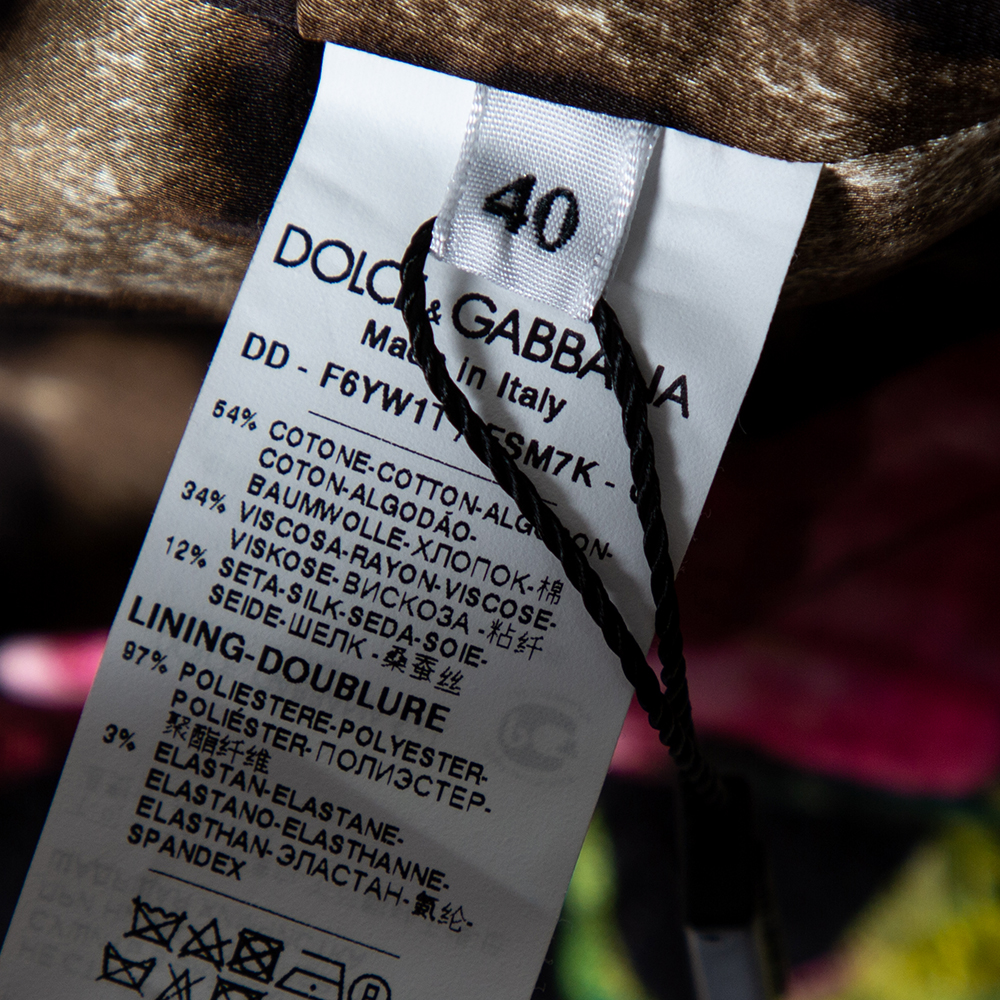 40
DOLCE & GABBANA
Made in Italy
DD - F6YW1T / FSM7K -
54% COTONE-COTTON-ALGODON-
COTON-ALGODÃO-
BAUMWOLLE-ХЛОПОК-棉
34% VISCOSA-RAYON-VISCOSE-
VISKOSE-ВИСКОЗА-粘纤
12% SETA-SILK-SEDA-SOIE-
SEIDE-ШЕЛК-桑蚕丝
LINING-DOUBLURE
97% POLIESTERE-POLYESTER-
POLIÉSTER-ПОЛИЭСТЕР-
聚酯纤维
3% ELASTAN-ELASTANE-
ELASTANO-ELASTHANNE-
ELASTHAN-ЭЛАСТАН-氨纶-
SPANDEX